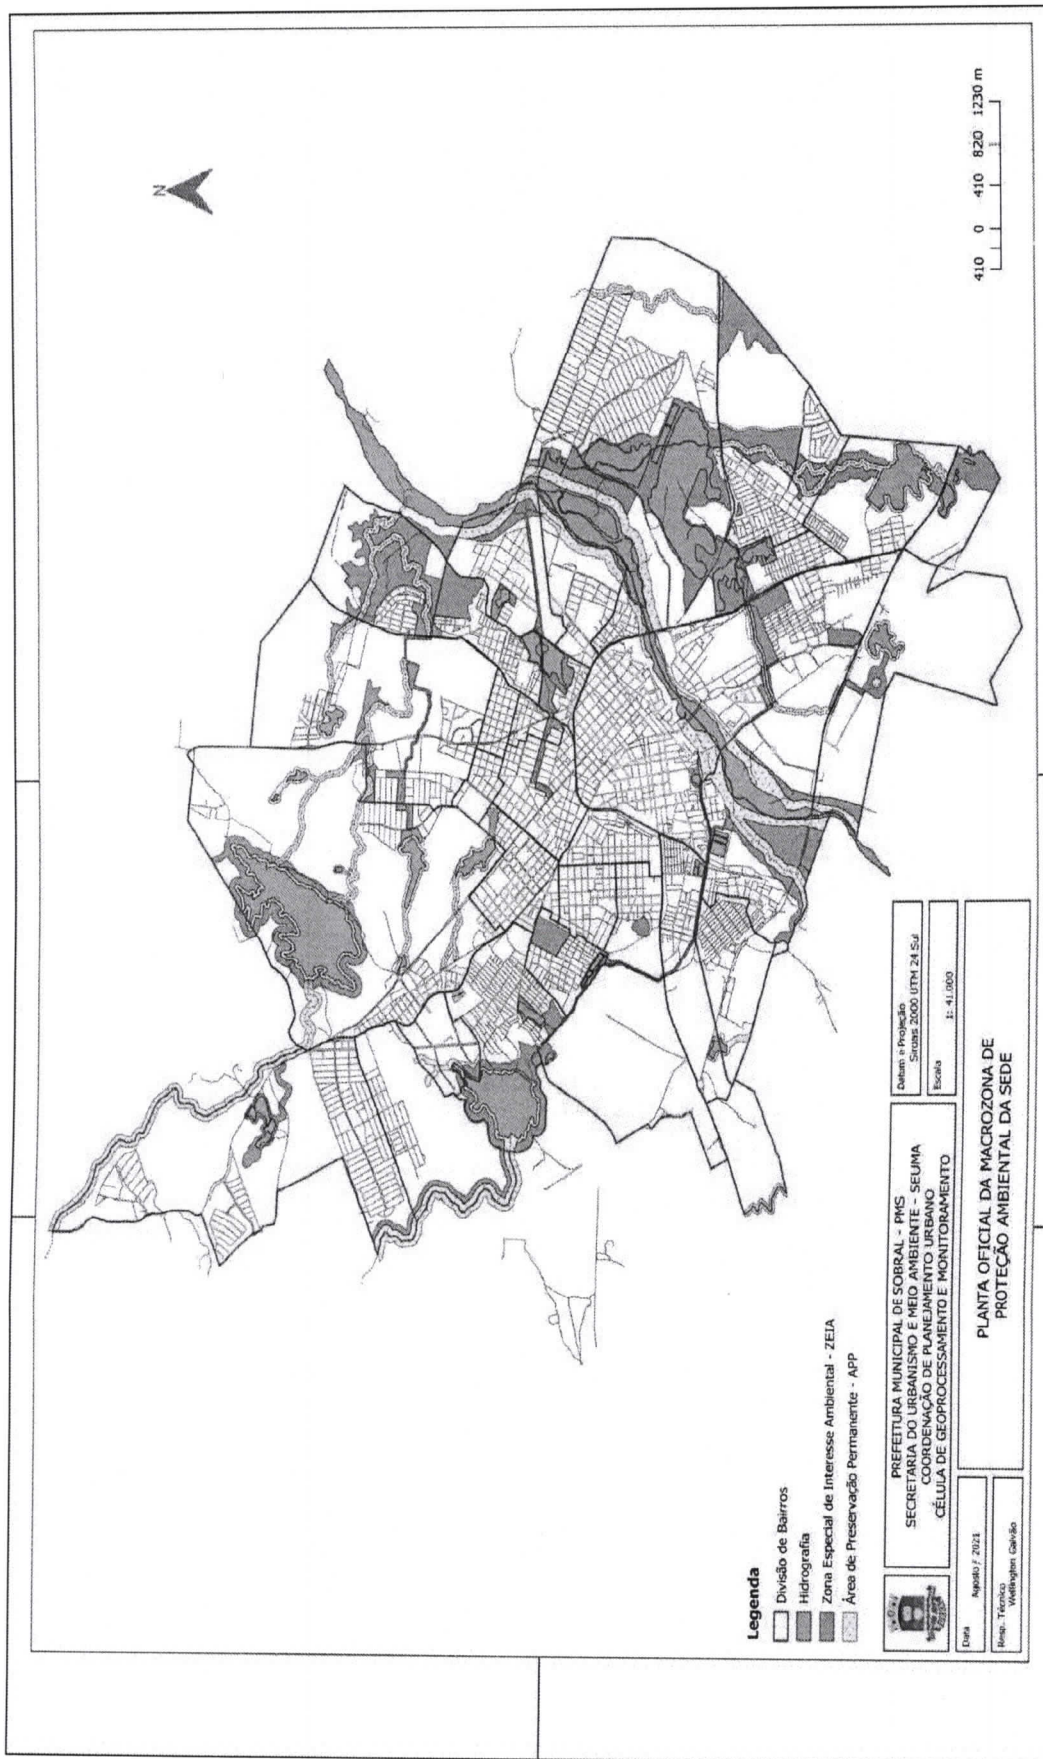 N
410 0 410 820 1230 m
Legenda
Divisão de Bairros
Hidrografia
Zona Especial de Interesse Ambiental - ZEIA
Área de Preservação Permanente - APP
PREFEITURA MUNICIPAL DE SOBRAL - PMS
SECRETARIA DO URBANISMO E MEIO AMBIENTE - SEUMA
COORDENAÇÃO DE PLANEJAMENTO URBANO
CÉLULA DE GEOPROCESSAMENTO E MONITORAMENTO
Datum e Projeção
Sirgas 2000 UTM 24 Sul
Escala
1: 41.000
Data
Agosto / 2021
Resp. Técnico
Wellington Galvão
PLANTA OFICIAL DA MACROZONA DE
PROTEÇÃO AMBIENTAL DA SEDE